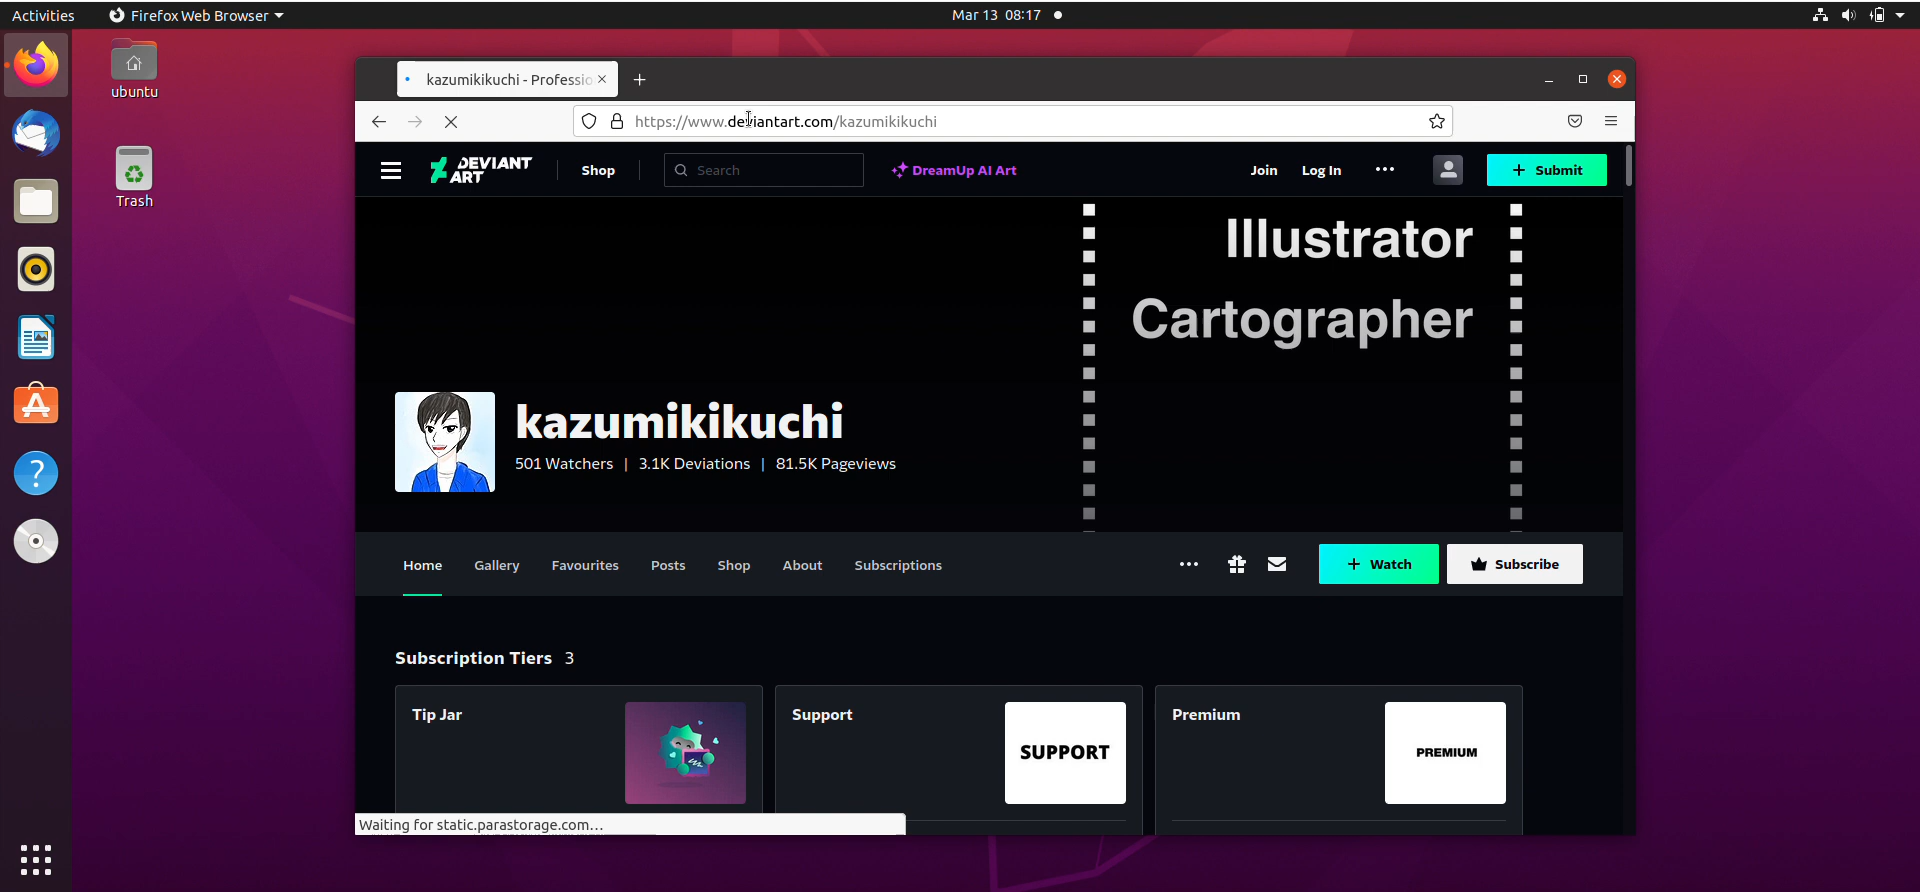 Activities
Firefox Web Browser
Mar 13 08:17
ubuntu
Trash
kazumikikuchi - Professio
https://www.deviantart.com/kazumikikuchi
DEVIANT ART
Shop
Search
DreamUp AI Art
Join
Log In
Submit
Illustrator
Cartographer
kazumikikuchi
501 Watchers | 3.1K Deviations | 81.5K Pageviews
Home
Gallery
Favourites
Posts
Shop
About
Subscriptions
Watch
Subscribe
Subscription Tiers 3
Tip Jar
Support
SUPPORT
Premium
PREMIUM
Waiting for static.parastorage.com…